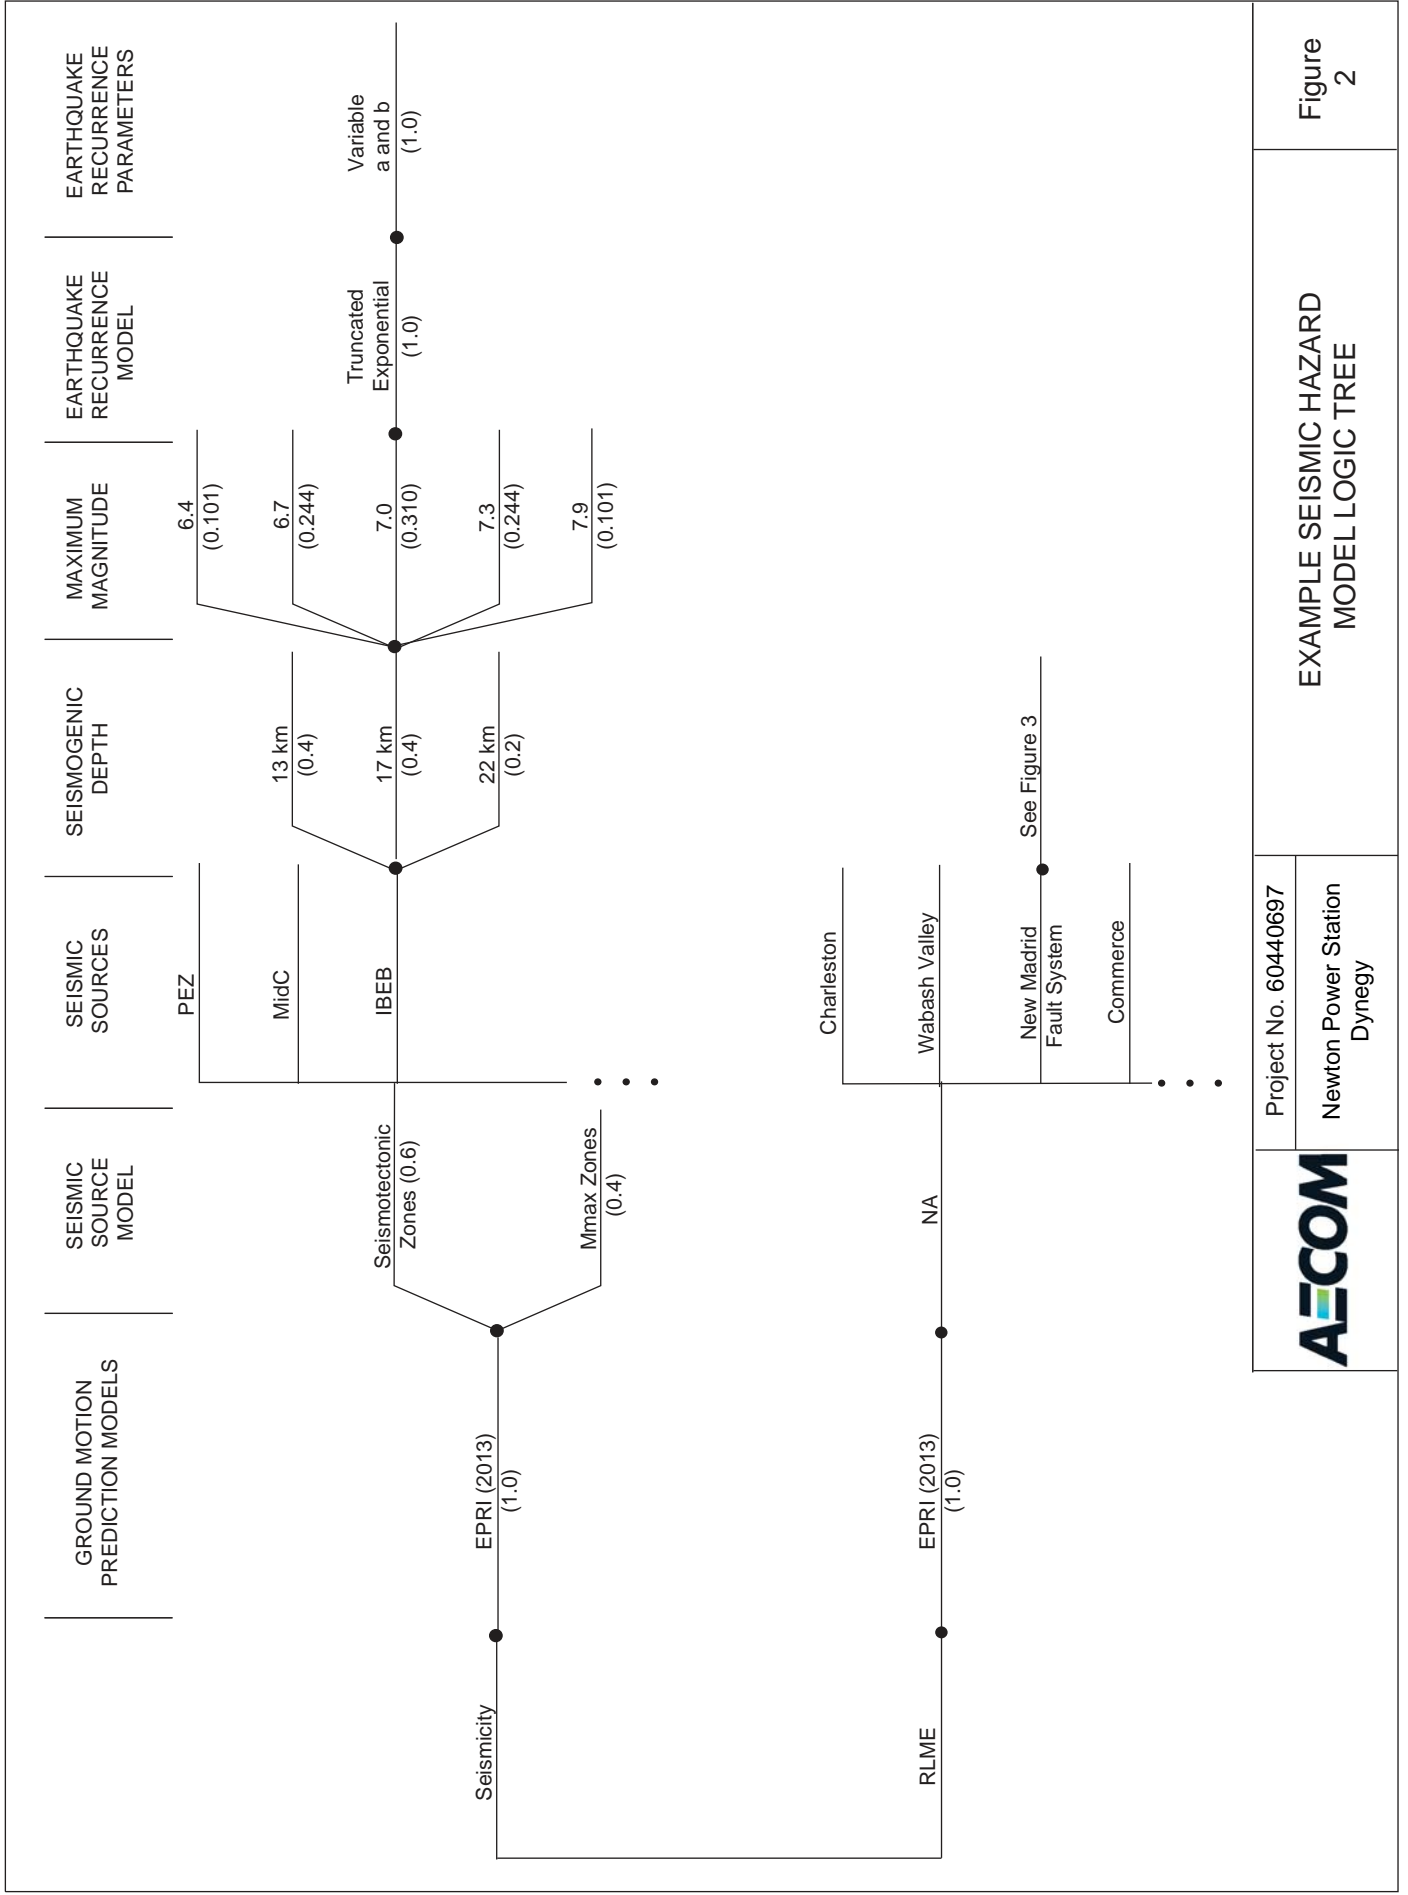 GROUND MOTION
PREDICTION MODELS
SEISMIC
SOURCE
MODEL
SEISMIC
SOURCES
SEISMOGENIC
DEPTH
MAXIMUM
MAGNITUDE
EARTHQUAKE
RECURRENCE
MODEL
EARTHQUAKE
RECURRENCE
PARAMETERS
Seismicity
EPRI (2013)
(1.0)
Seismotectonic
Zones (0.6)
Mmax Zones
(0.4)
PEZ
MidC
IBEB
13 km
(0.4)
17 km
(0.4)
22 km
(0.2)
6.4
(0.101)
6.7
(0.244)
7.0
(0.310)
7.3
(0.244)
7.9
(0.101)
Truncated
Exponential
(1.0)
Variable
a and b
(1.0)
RLME
EPRI (2013)
(1.0)
NA
Charleston
Wabash Valley
New Madrid
Fault System
Commerce
See Figure 3
AECOM
Project No. 60440697
Newton Power Station
Dynegy
EXAMPLE SEISMIC HAZARD
MODEL LOGIC TREE
Figure
2